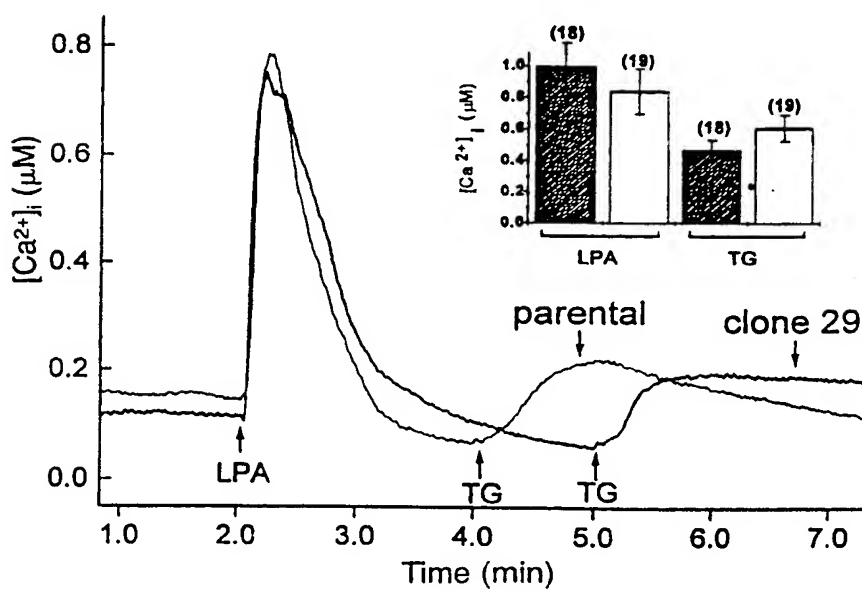 [Ca²⁺]ᵢ (μM)
0.8
0.6
0.4
0.2
0.0
1.0
2.0
3.0
4.0
5.0
6.0
7.0
Time (min)
LPA
TG
TG
parental
clone 29
[Ca²⁺]ᵢ (μM)
1.0
0.8
0.6
0.4
0.2
0.0
(18)
(19)
(18)
(19)
LPA
TG